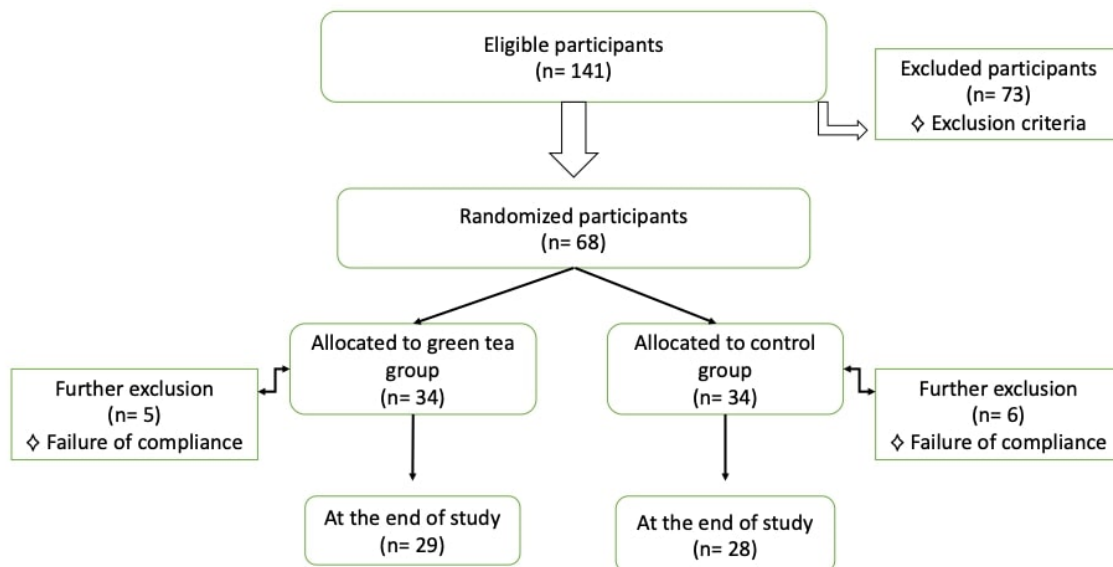 Eligible participants
(n= 141)
Excluded participants
(n= 73)
✧ Exclusion criteria
Randomized participants
(n= 68)
Allocated to green tea
group
(n= 34)
Allocated to control
group
(n= 34)
Further exclusion
(n= 5)
✧ Failure of compliance
Further exclusion
(n= 6)
✧ Failure of compliance
At the end of study
(n= 29)
At the end of study
(n= 28)